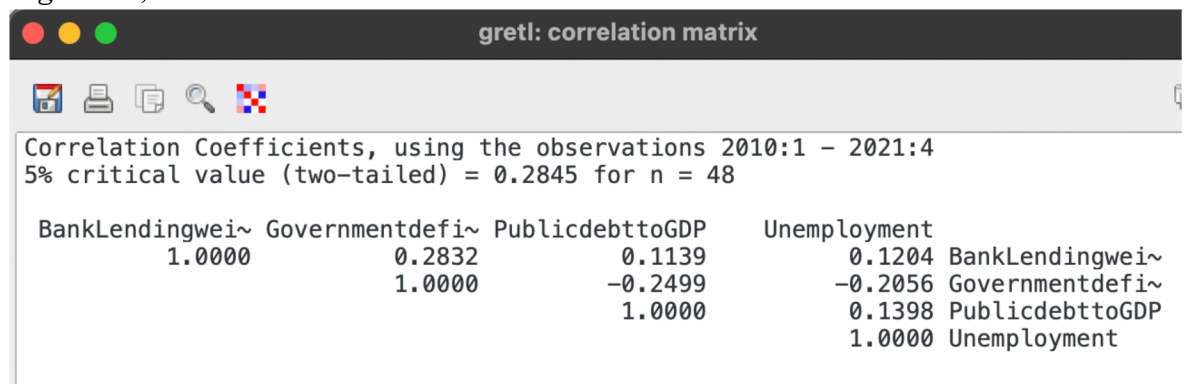 gretl: correlation matrix
Correlation Coefficients, using the observations 2010:1 – 2021:4
5% critical value (two-tailed) = 0.2845 for n = 48
BankLendingwei~ Governmentdefi~ PublicdebttoGDP Unemployment
1.0000 0.2832 0.1139 0.1204 BankLendingwei~
1.0000 -0.2499 -0.2056 Governmentdefi~
1.0000 0.1398 PublicdebttoGDP
1.0000 Unemployment